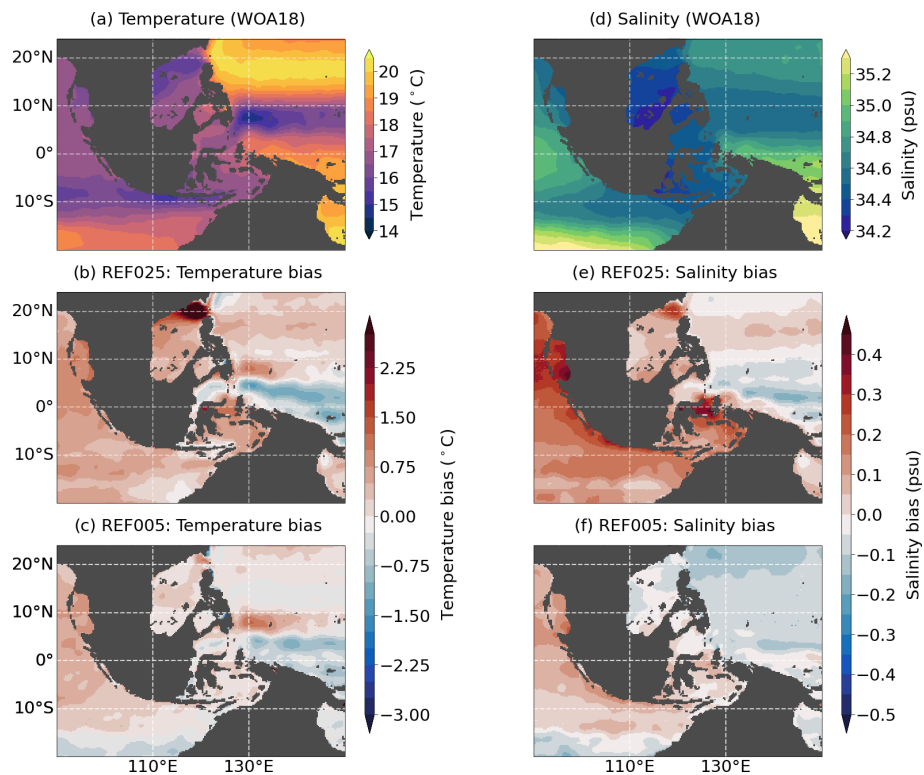 (a) Temperature (WOA18)
20°N
10°N
0°
10°S
20
19
18
17
16
15
14
Temperature (°C)
(d) Salinity (WOA18)
35.2
35.0
34.8
34.6
34.4
34.2
Salinity (psu)
(b) REF025: Temperature bias
20°N
10°N
0°
10°S
(e) REF025: Salinity bias
(c) REF005: Temperature bias
20°N
10°N
0°
10°S
110°E
130°E
2.25
1.50
0.75
0.00
−0.75
−1.50
−2.25
−3.00
Temperature bias (°C)
(f) REF005: Salinity bias
110°E
130°E
0.4
0.3
0.2
0.1
0.0
−0.1
−0.2
−0.3
−0.4
−0.5
Salinity bias (psu)